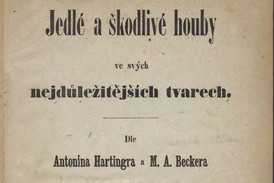 Jedlé a škodlivé houby
ve svých
nejdůležitějších tvarech.
Dle
Antonína Hartingra a M. A. Beckera